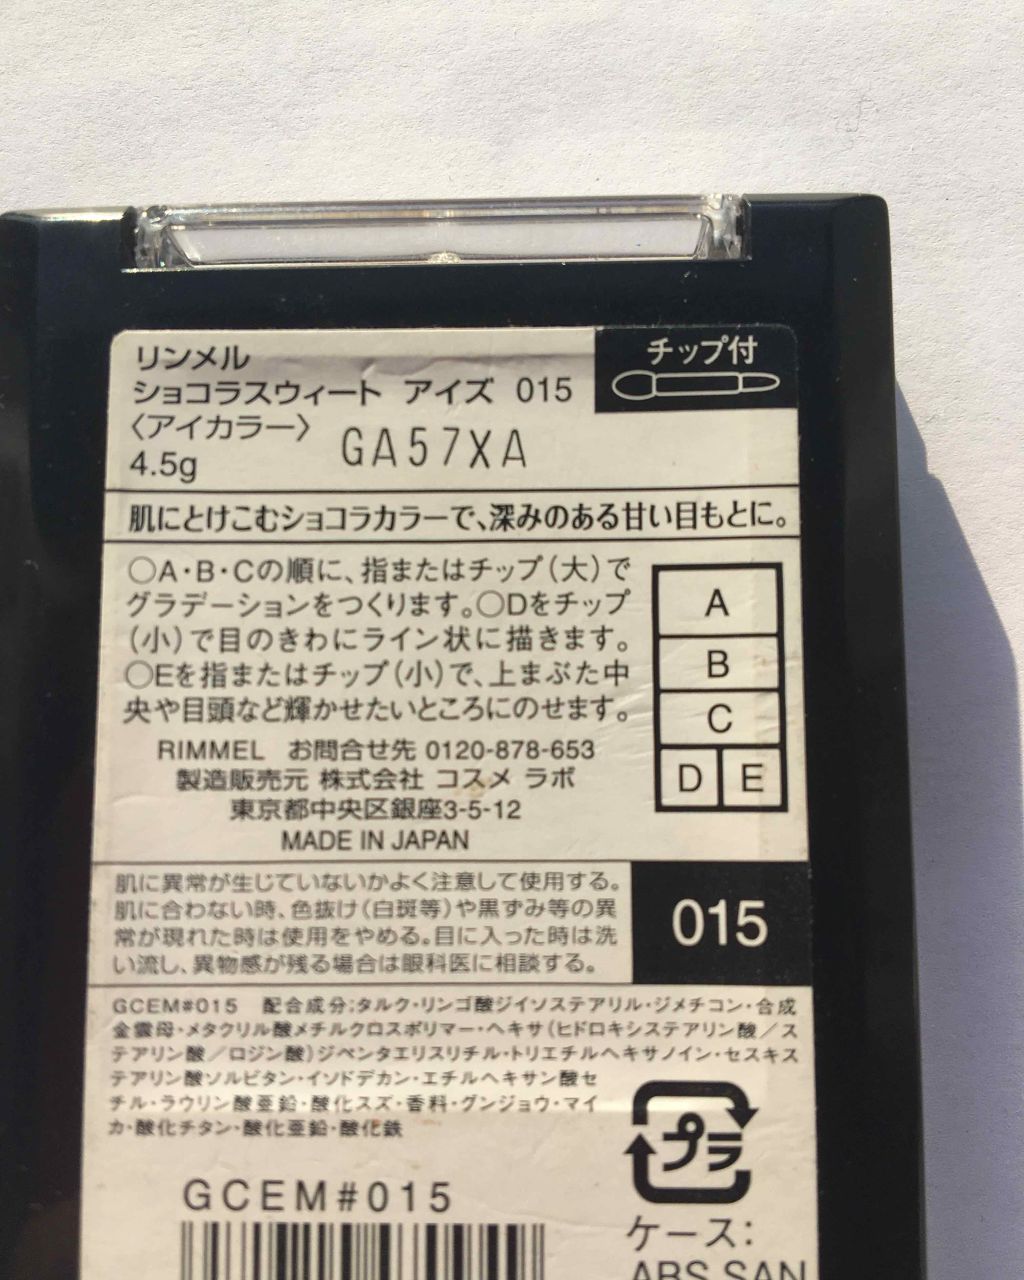 リンメル
ショコラスウィート アイズ 015
〈アイカラー〉
4.5g
GA57XA
チップ付
肌にとけこむショコラカラーで、深みのある甘い目もとに。
○A・B・Cの順に、指またはチップ(大)で
グラデーションをつくります。○Dをチップ
(小)で目のきわにライン状に描きます。
○Eを指またはチップ(小)で、上まぶた中
央や目頭など輝かせたいところにのせます。
A
B
C
D E
RIMMEL お問合せ先 0120-878-653
製造販売元 株式会社 コスメ ラボ
東京都中央区銀座3-5-12
MADE IN JAPAN
肌に異常が生じていないかよく注意して使用する。
肌に合わない時、色抜け(白斑等)や黒ずみ等の異
常が現れた時は使用をやめる。目に入った時は洗
い流し、異物感が残る場合は眼科医に相談する。
015
GCEM#015 配合成分:タルク・リンゴ酸ジイソステアリル・ジメチコン・合成
金雲母・メタクリル酸メチルクロスポリマー・ヘキサ(ヒドロキシステアリン酸/ス
テアリン酸/ロジン酸)ジペンタエリスリチル・トリエチルヘキサノイン・セスキス
テアリン酸ソルビタン・イソドデカン・エチルヘキサン酸セ
チル・ラウリン酸亜鉛・酸化スズ・香料・グンジョウ・マイ
カ・酸化チタン・酸化亜鉛・酸化鉄
プラ
GCEM#015
ケース:
ABS,SAN